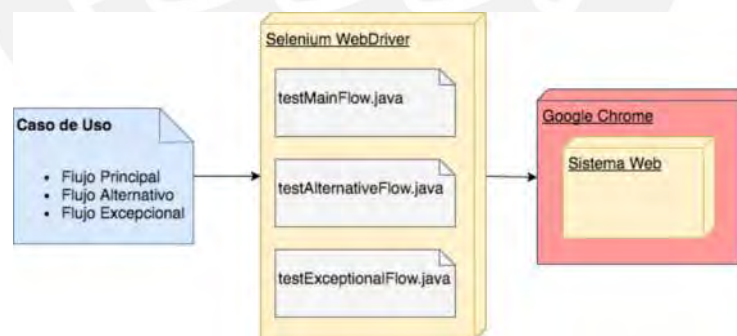 Caso de Uso
• Flujo Principal
• Flujo Alternativo
• Flujo Excepcional
Selenium WebDriver
testMainFlow.java
testAlternativeFlow.java
testExceptionalFlow.java
Google Chrome
Sistema Web